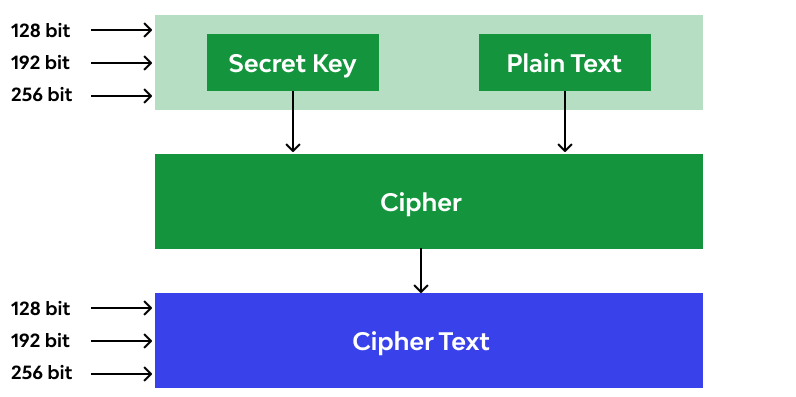 128 bit
192 bit
256 bit
Secret Key
Plain Text
Cipher
128 bit
192 bit
256 bit
Cipher Text